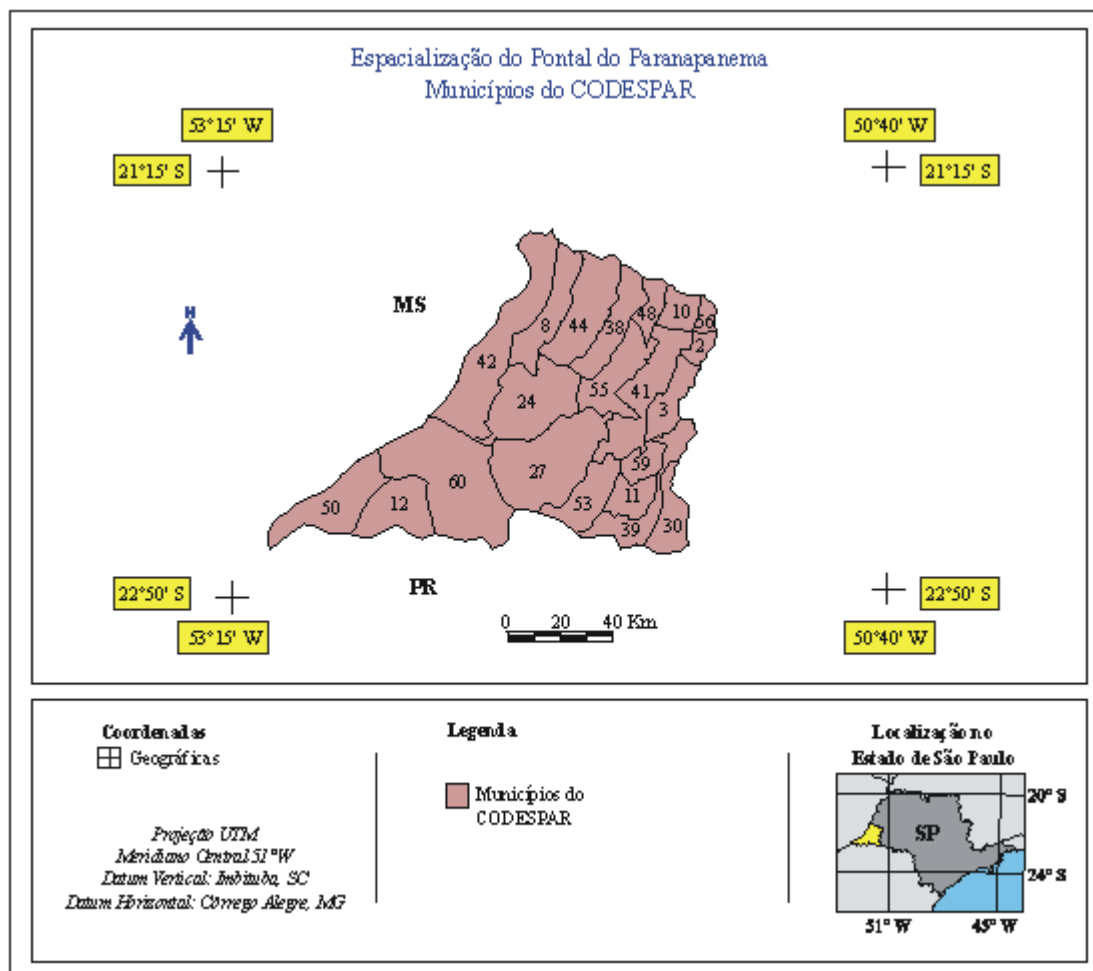 Espacialização do Pontal do Paranapanema
Municípios do CODESPAR
53°15' W
50°40' W
21°15' S
21°15' S
MS
N
8
44
38
48
10
56
2
42
24
55
41
3
60
27
59
50
12
53
11
39
30
PR
22°50' S
22°50' S
53°15' W
50°40' W
0 20 40 Km
Coordenadas
Geográficas
Projeção UTM
Meridiano Central 51°W
Datum Vertical: Imbituba, SC
Datum Horizontal: Córrego Alegre, MG
Legenda
Municípios do
CODESPAR
Localização no
Estado de São Paulo
20° S
SP
24° S
51° W
45° W